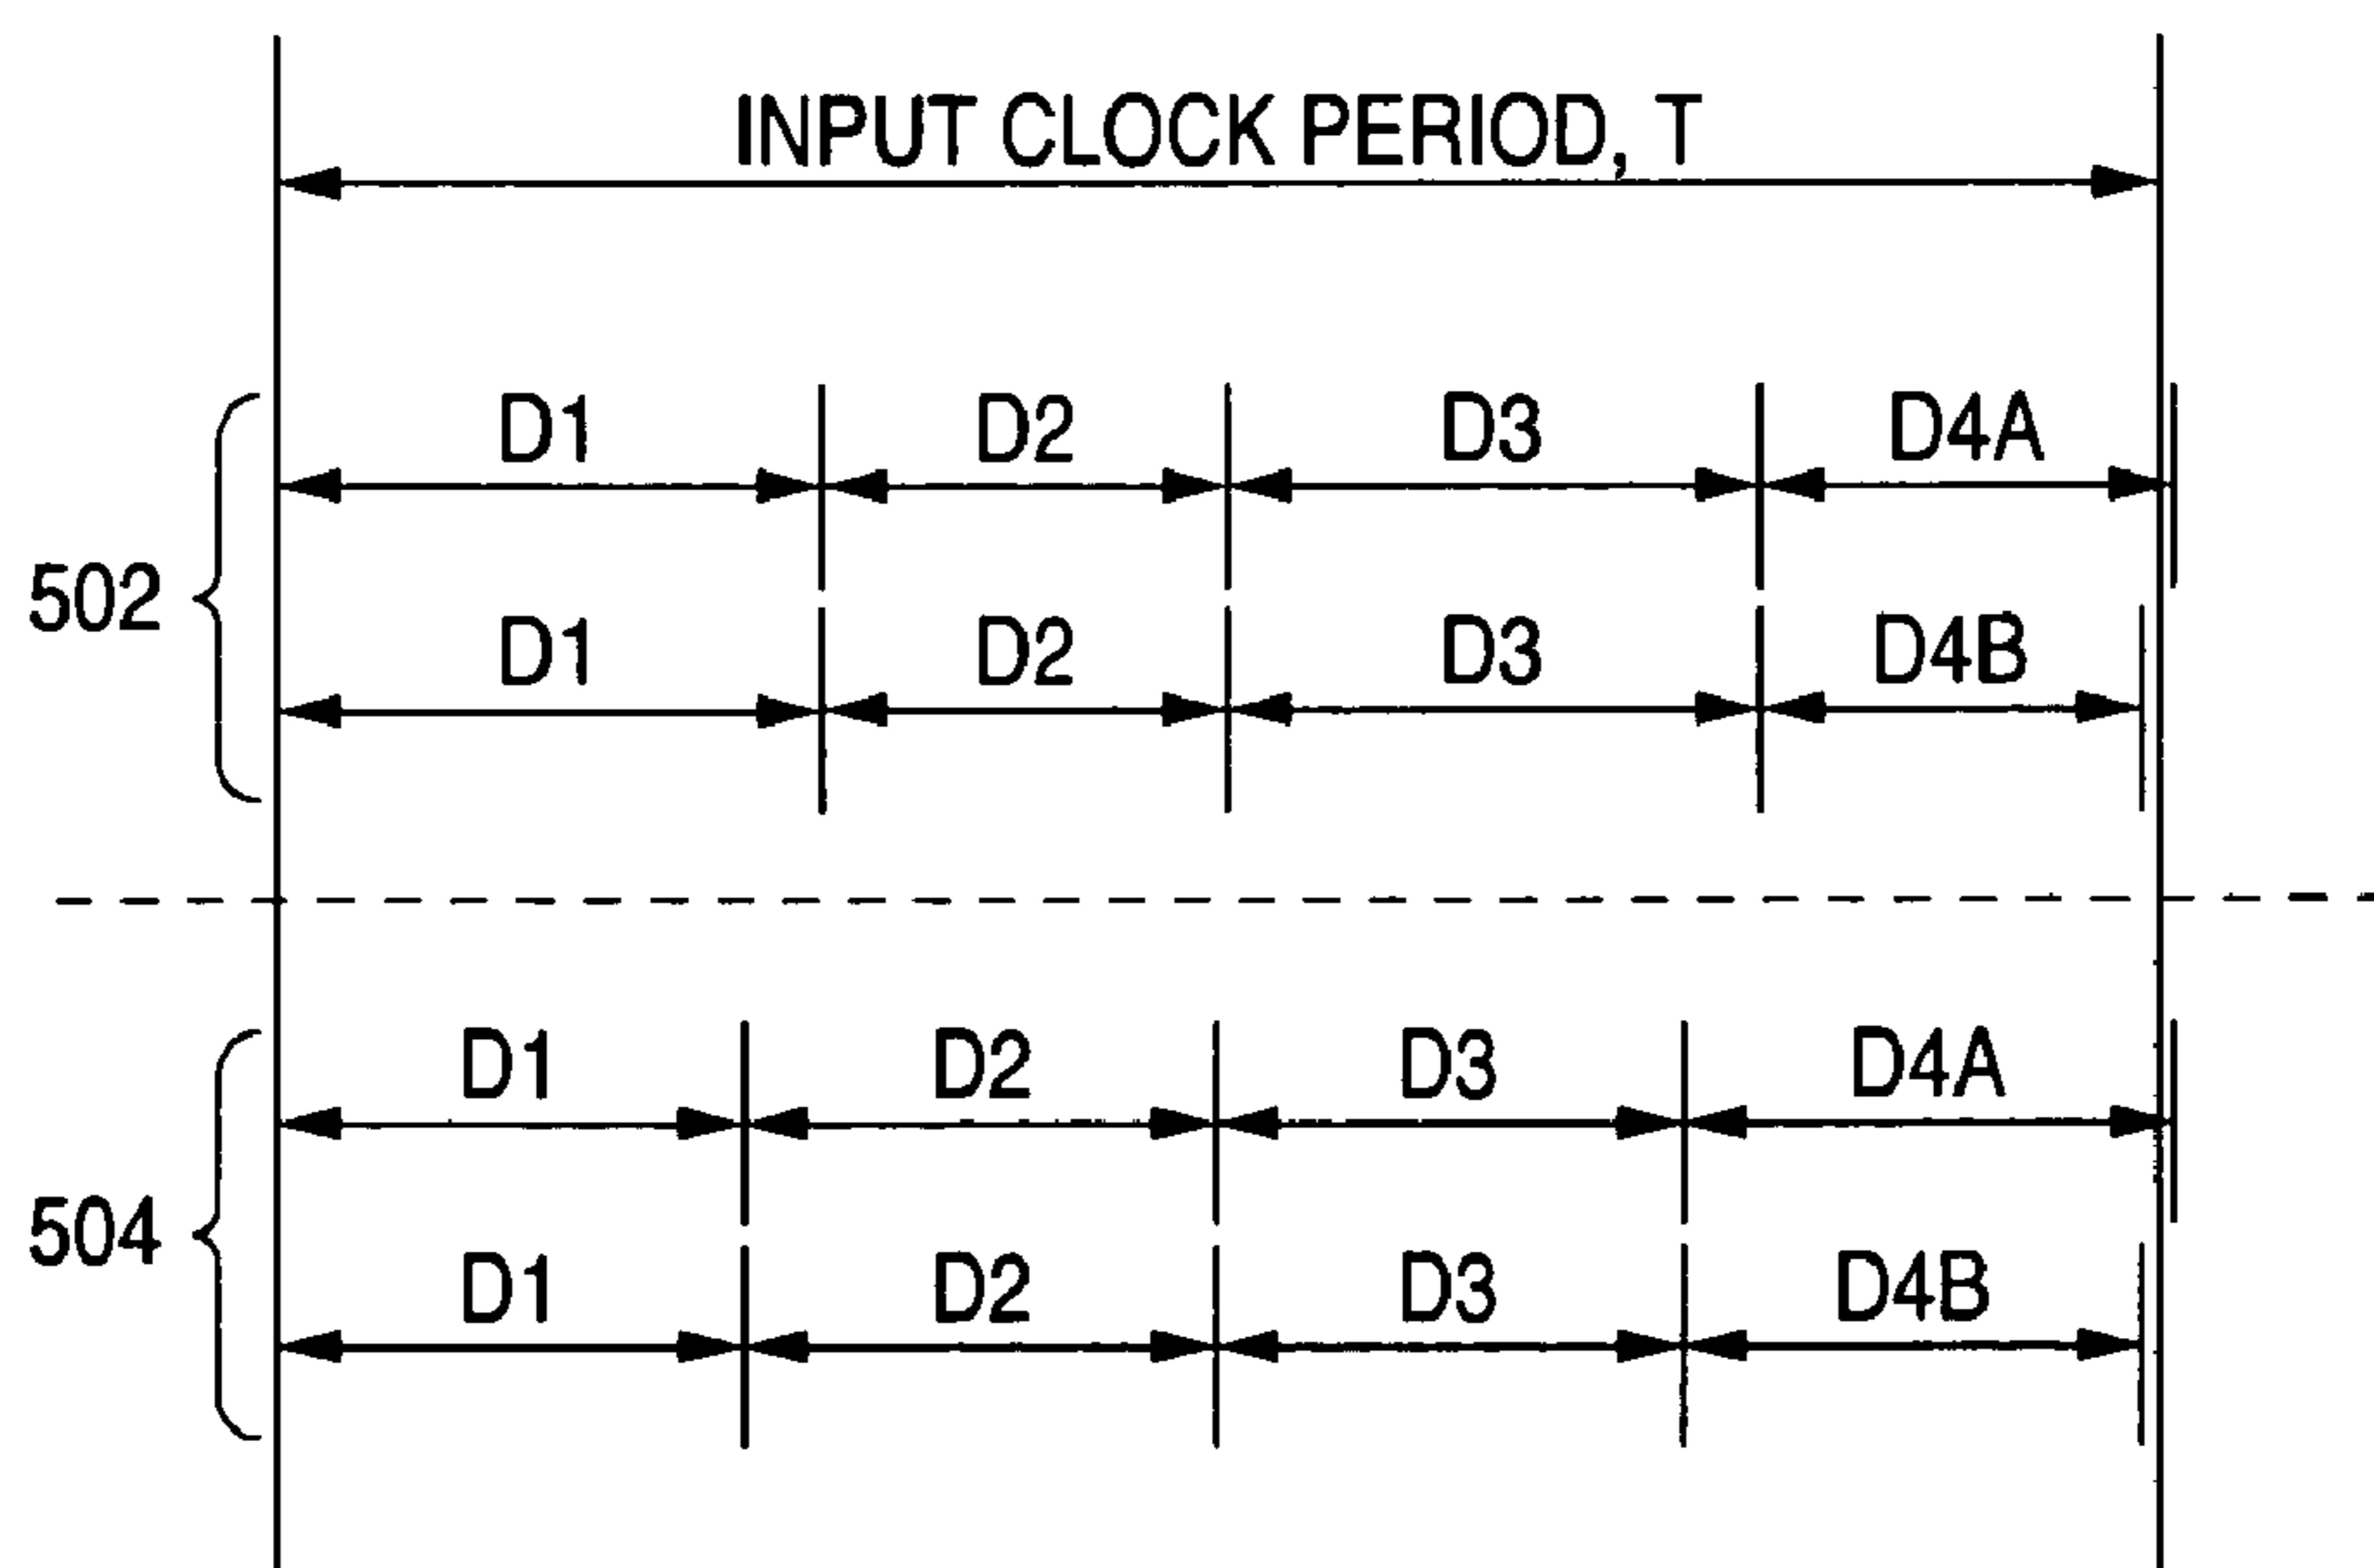 INPUT CLOCK PERIOD, T
D1 D2 D3 D4A
502
D1 D2 D3 D4B
D1 D2 D3 D4A
504
D1 D2 D3 D4B